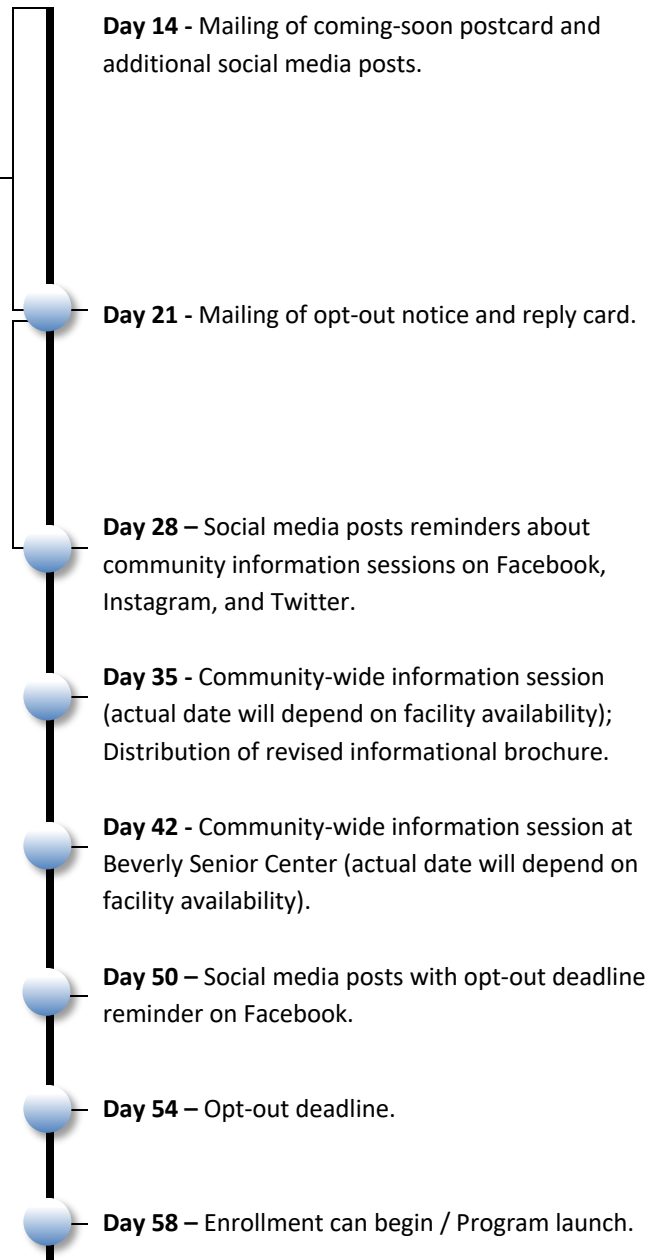 Day 14 - Mailing of coming-soon postcard and
additional social media posts.
Day 21 - Mailing of opt-out notice and reply card.
Day 28 – Social media posts reminders about
community information sessions on Facebook,
Instagram, and Twitter.
Day 35 - Community-wide information session
(actual date will depend on facility availability);
Distribution of revised informational brochure.
Day 42 - Community-wide information session at
Beverly Senior Center (actual date will depend on
facility availability).
Day 50 – Social media posts with opt-out deadline
reminder on Facebook.
Day 54 – Opt-out deadline.
Day 58 – Enrollment can begin / Program launch.